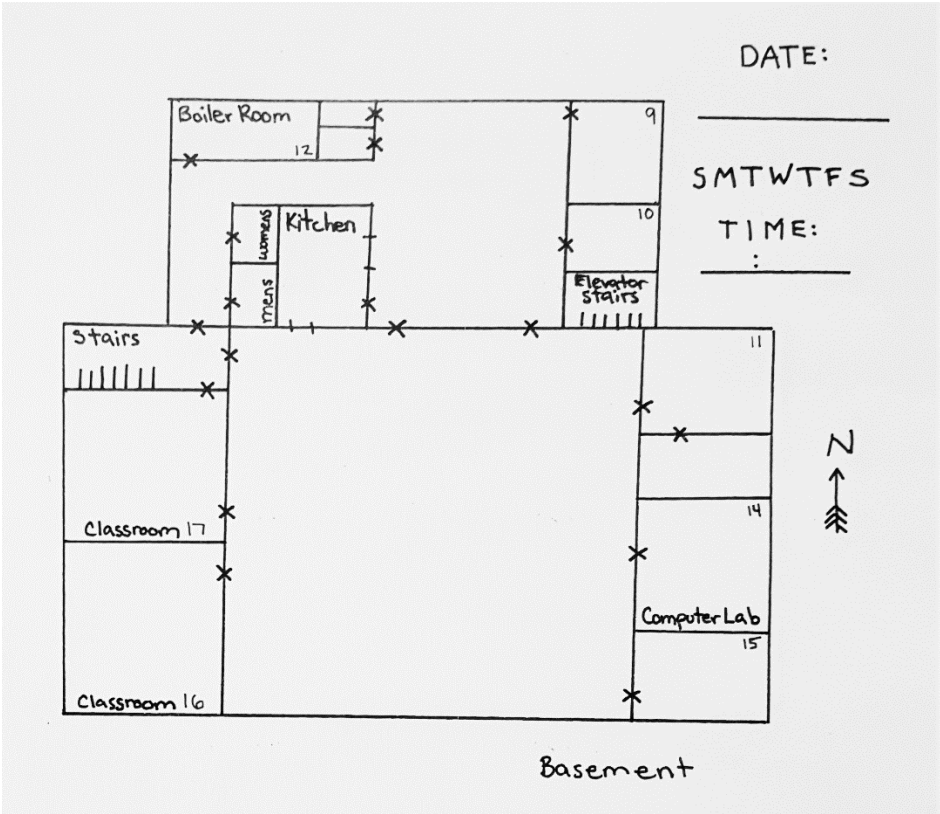 DATE:
Boiler Room
9
12
SMTWTFS
10
TIME:
:
womens
Kitchen
mens
Elevator
stairs
Stairs
11
N
14
Classroom 17
Computer Lab
15
Classroom 16
Basement